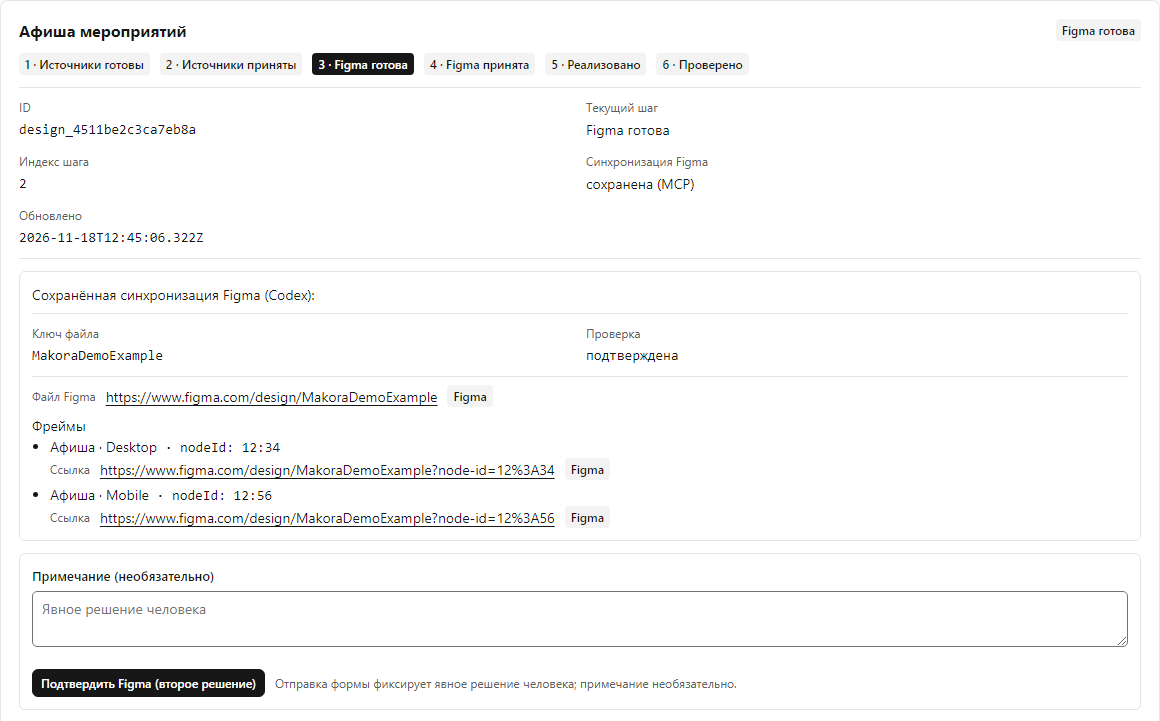 Афиша мероприятий
Figma готова
1 · Источники готовы
2 · Источники приняты
3 · Figma готова
4 · Figma принята
5 · Реализовано
6 · Проверено
ID
design_4511be2c3ca7eb8a
Текущий шаг
Figma готова
Индекс шага
2
Синхронизация Figma
сохранена (MCP)
Обновлено
2026-11-18T12:45:06.322Z
Сохранённая синхронизация Figma (Codex):
Ключ файла
MakoraDemoExample
Проверка
подтверждена
Файл Figma https://www.figma.com/design/MakoraDemoExample Figma
Фреймы
• Афиша · Desktop · nodeId: 12:34
Ссылка https://www.figma.com/design/MakoraDemoExample?node-id=12%3A34 Figma
• Афиша · Mobile · nodeId: 12:56
Ссылка https://www.figma.com/design/MakoraDemoExample?node-id=12%3A56 Figma
Примечание (необязательно)
Явное решение человека
Подтвердить Figma (второе решение)
Отправка формы фиксирует явное решение человека; примечание необязательно.